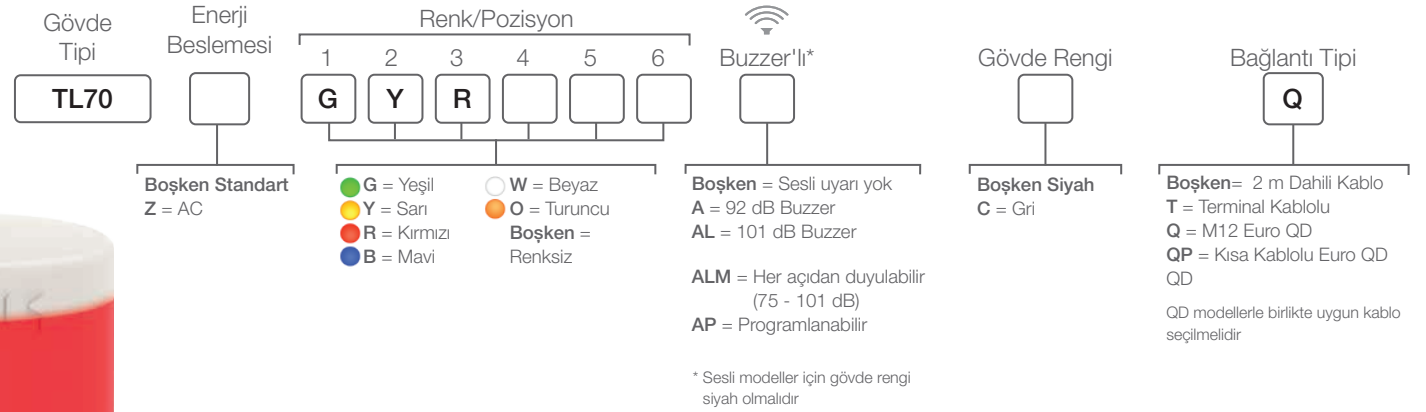 Gövde
Tipi
TL70
Enerji
Beslemesi
Boşken Standart
Z = AC
Renk/Pozisyon
1 2 3 4 5 6
G Y R
G = Yeşil
Y = Sarı
R = Kırmızı
B = Mavi
W = Beyaz
O = Turuncu
Boşken =
Renksiz
Buzzer'lı*
Boşken = Sesli uyarı yok
A = 92 dB Buzzer
AL = 101 dB Buzzer
ALM = Her açıdan duyulabilir
(75 - 101 dB)
AP = Programlanabilir
* Sesli modeller için gövde rengi
siyah olmalıdır
Gövde Rengi
Boşken Siyah
C = Gri
Bağlantı Tipi
Q
Boşken= 2 m Dahili Kablo
T = Terminal Kablolu
Q = M12 Euro QD
QP = Kısa Kablolu Euro QD
QD
QD modellerle birlikte uygun kablo
seçilmelidir